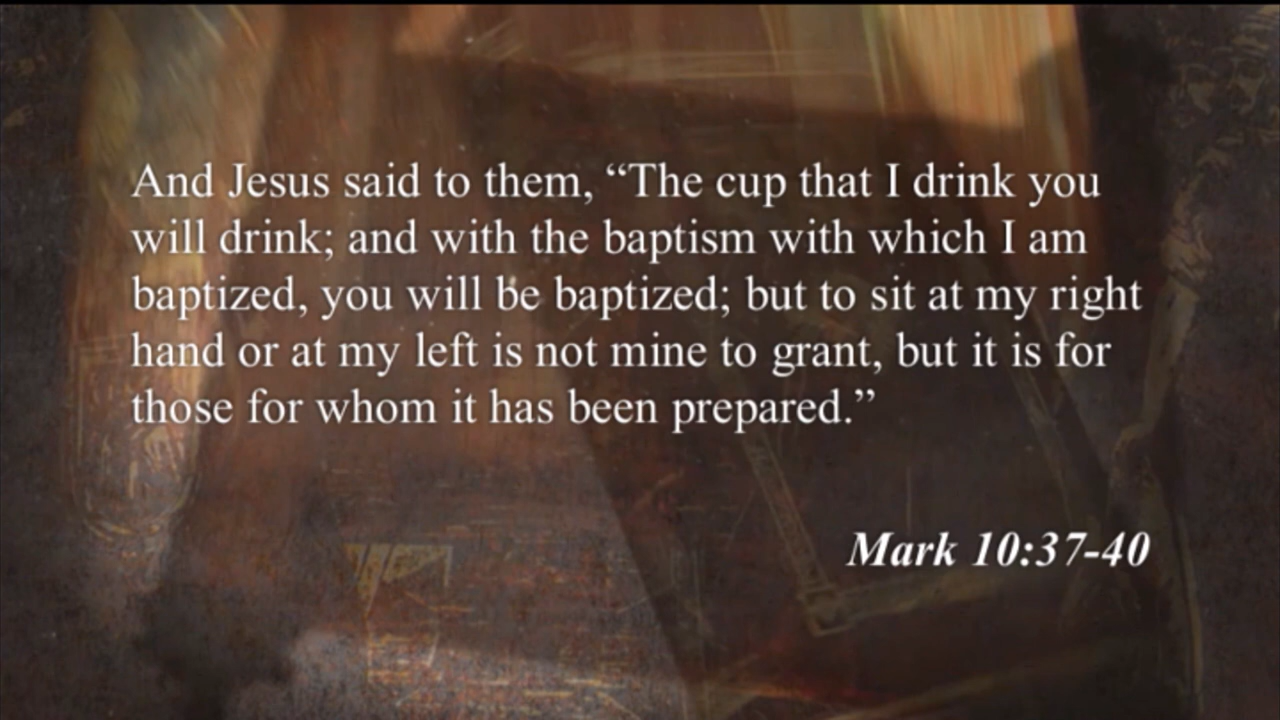 And Jesus said to them, “The cup that I drink you
will drink; and with the baptism with which I am
baptized, you will be baptized; but to sit at my right
hand or at my left is not mine to grant, but it is for
those for whom it has been prepared.”
Mark 10:37-40